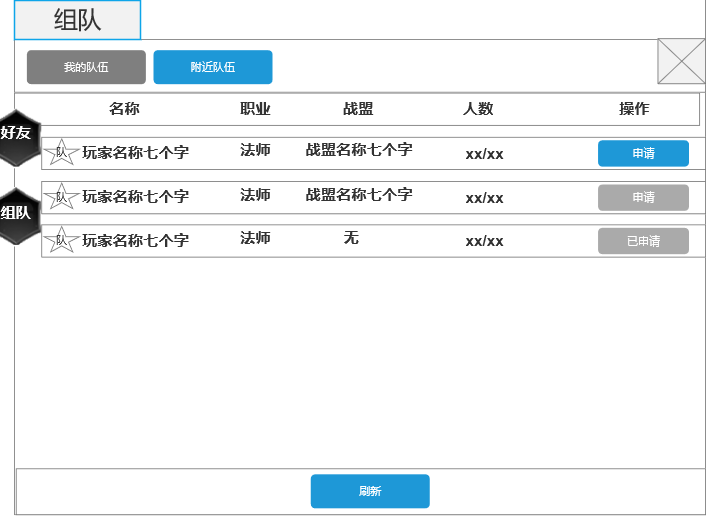 组队
我的队伍 附近队伍
名称 职业 战盟 人数 操作
好友
队 玩家名称七个字 法师 战盟名称七个字 xx/xx 申请
队 玩家名称七个字 法师 战盟名称七个字 xx/xx 申请
组队
队 玩家名称七个字 法师 无 xx/xx 已申请
刷新